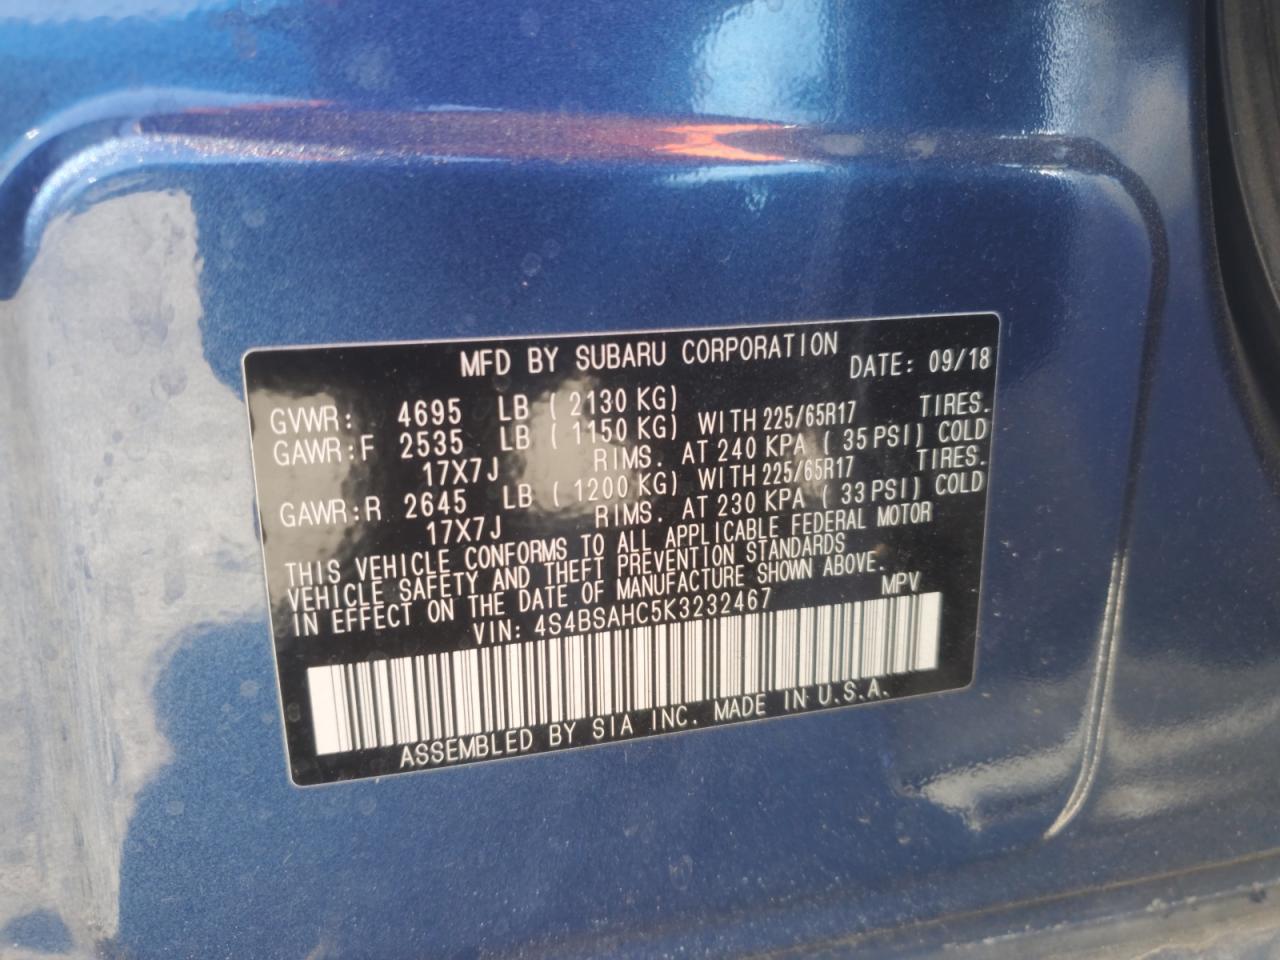 MFD BY SUBARU CORPORATION
DATE: 09/18
GVWR: 4695 LB ( 2130 KG)
GAWR:F 2535 LB ( 1150 KG) WITH 225/65R17 TIRES.
17X7J RIMS. AT 240 KPA ( 35 PSI) COLD
GAWR:R 2645 LB ( 1200 KG) WITH 225/65R17 TIRES.
17X7J RIMS. AT 230 KPA ( 33 PSI) COLD
THIS VEHICLE CONFORMS TO ALL APPLICABLE FEDERAL MOTOR
VEHICLE SAFETY AND THEFT PREVENTION STANDARDS
IN EFFECT ON THE DATE OF MANUFACTURE SHOWN ABOVE.
VIN: 4S4BSAHC5K3232467 MPV
ASSEMBLED BY SIA INC. MADE IN U.S.A.